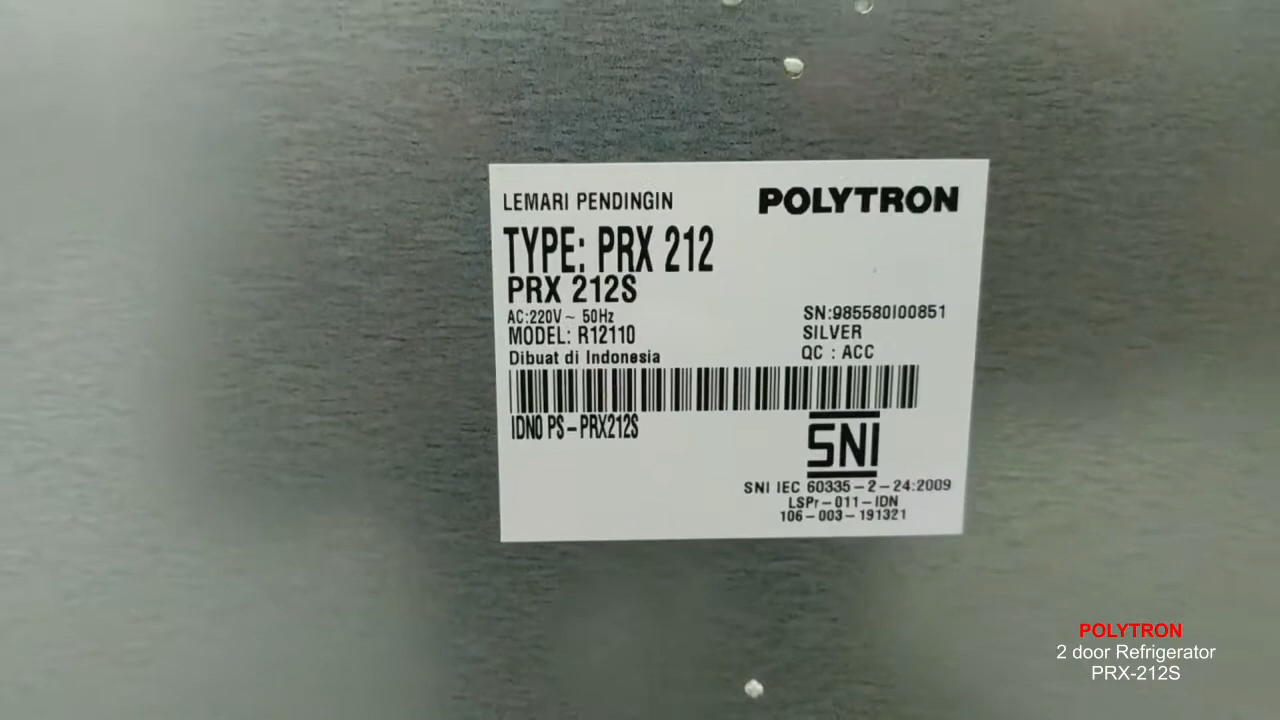 LEMARI PENDINGIN
POLYTRON
TYPE: PRX 212
PRX 212S
AC:220V ~ 50Hz
MODEL: R12110
Dibuat di Indonesia
SN:985580I00851
SILVER
QC : ACC
IDNO PS-PRX212S
SNI
SNI IEC 60335-2-24:2009
LSPr-011-IDN
106-003-191321
POLYTRON
2 door Refrigerator
PRX-212S